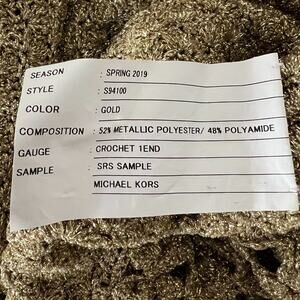 SEASON : SPRING 2019
STYLE : S94100
COLOR : GOLD
COMPOSITION : 52% METALLIC POLYESTER/ 48% POLYAMIDE
GAUGE : CROCHET 1END
SAMPLE : SRS SAMPLE
MICHAEL KORS